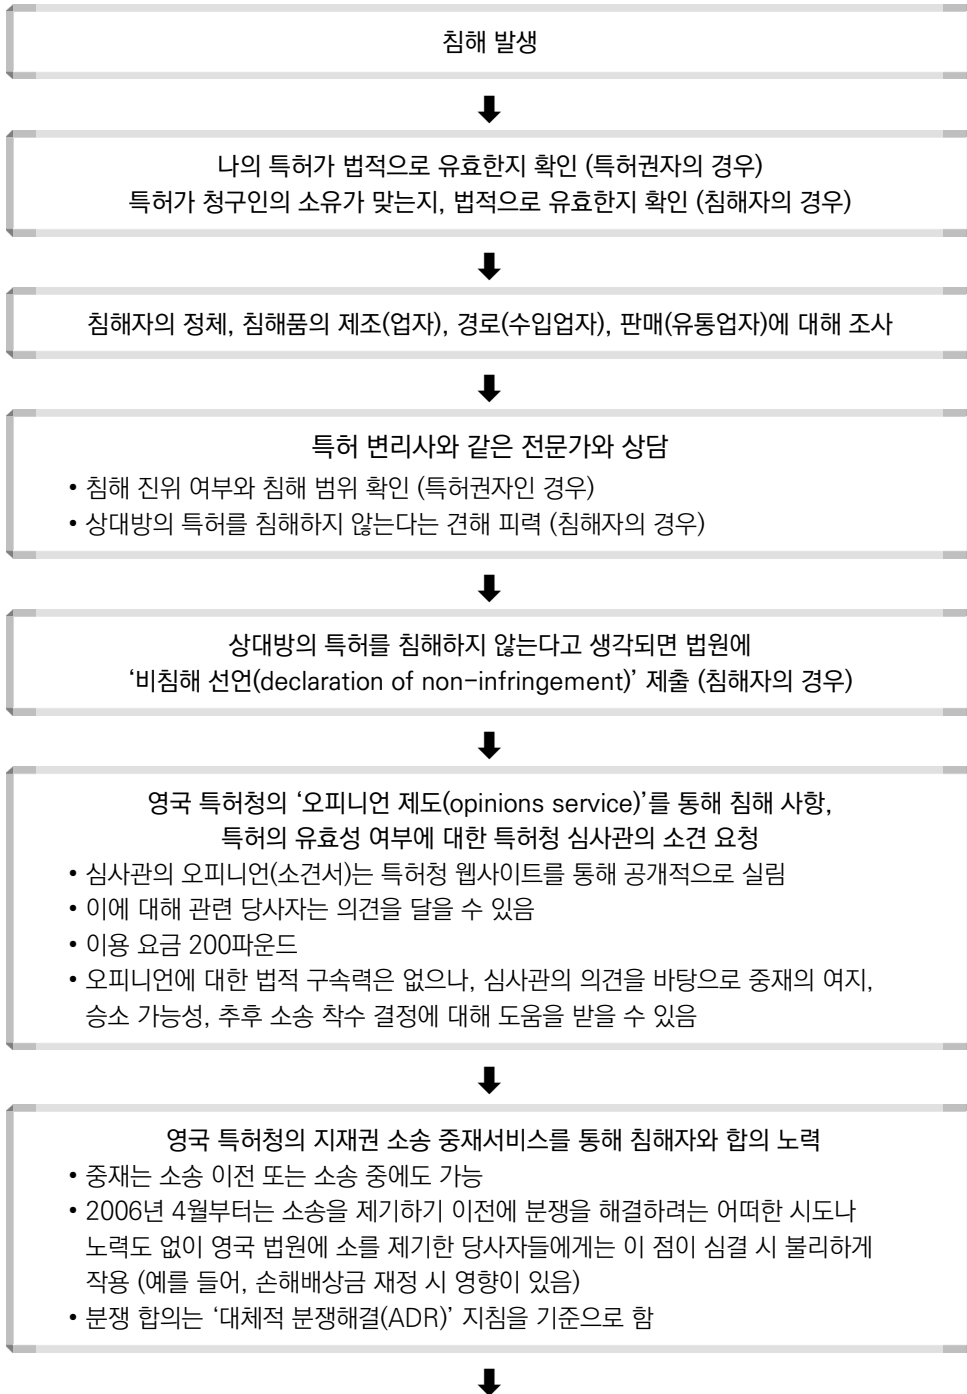 침해 발생
나의 특허가 법적으로 유효한지 확인 (특허권자의 경우)
특허가 청구인의 소유가 맞는지, 법적으로 유효한지 확인 (침해자의 경우)
침해자의 정체, 침해품의 제조(업자), 경로(수입업자), 판매(유통업자)에 대해 조사
특허 변리사와 같은 전문가와 상담
• 침해 진위 여부와 침해 범위 확인 (특허권자인 경우)
• 상대방의 특허를 침해하지 않는다는 견해 피력 (침해자의 경우)
상대방의 특허를 침해하지 않는다고 생각되면 법원에
‘비침해 선언(declaration of non-infringement)’ 제출 (침해자의 경우)
영국 특허청의 ‘오피니언 제도(opinions service)’를 통해 침해 사항,
특허의 유효성 여부에 대한 특허청 심사관의 소견 요청
• 심사관의 오피니언(소견서)는 특허청 웹사이트를 통해 공개적으로 실림
• 이에 대해 관련 당사자는 의견을 달을 수 있음
• 이용 요금 200파운드
• 오피니언에 대한 법적 구속력은 없으나, 심사관의 의견을 바탕으로 중재의 여지,
승소 가능성, 추후 소송 착수 결정에 대해 도움을 받을 수 있음
영국 특허청의 지재권 소송 중재서비스를 통해 침해자와 합의 노력
• 중재는 소송 이전 또는 소송 중에도 가능
• 2006년 4월부터는 소송을 제기하기 이전에 분쟁을 해결하려는 어떠한 시도나
노력도 없이 영국 법원에 소를 제기한 당사자들에게는 이 점이 심결 시 불리하게
작용 (예를 들어, 손해배상금 재정 시 영향이 있음)
• 분쟁 합의는 ‘대체적 분쟁해결(ADR)’ 지침을 기준으로 함